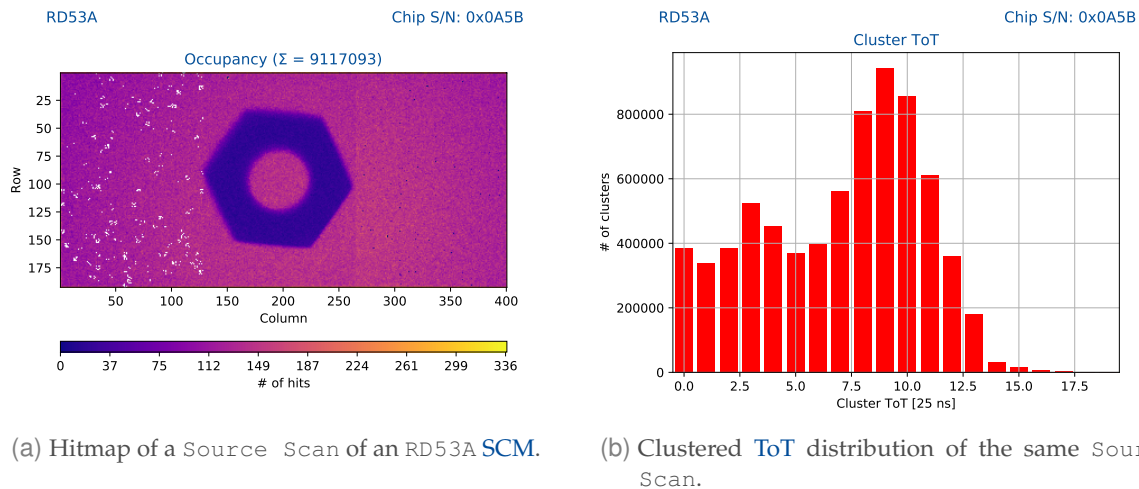 RD53A Chip S/N: 0x0A5B
Occupancy (Σ = 9117093)
Row
25
50
75
100
125
150
175
50 100 150 200 250 300 350 400
Column
0 37 75 112 149 187 224 261 299 336
# of hits
(a) Hitmap of a Source Scan of an RD53A SCM.
RD53A Chip S/N: 0x0A5B
Cluster ToT
# of clusters
800000
600000
400000
200000
0
0.0 2.5 5.0 7.5 10.0 12.5 15.0 17.5
Cluster ToT [25 ns]
(b) Clustered ToT distribution of the same Sour
Scan.